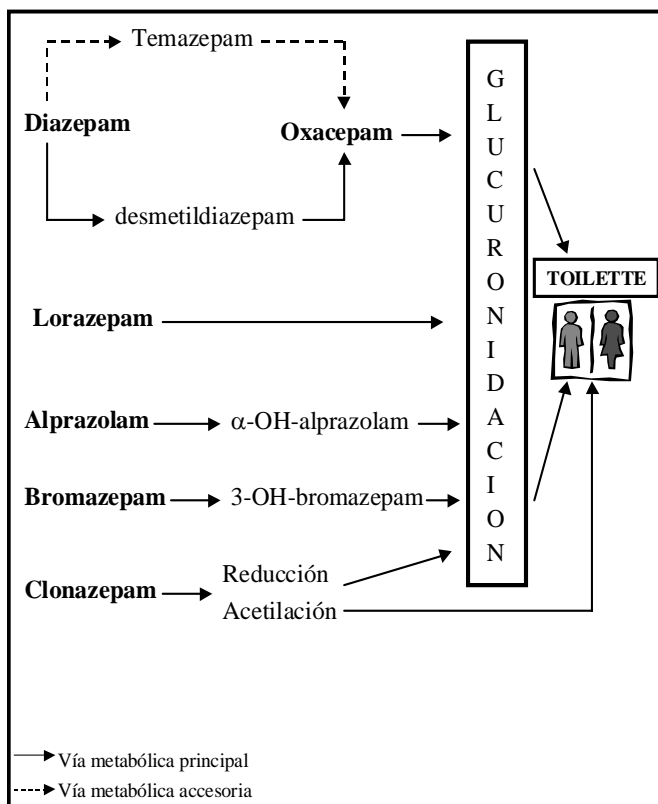 Temazepam
Diazepam
Oxacepam
desmetildiazepam
Lorazepam
Alprazolam
α-OH-alprazolam
Bromazepam
3-OH-bromazepam
Clonazepam
Reducción
Acetilación
G
L
U
C
U
R
O
N
I
D
A
C
I
O
N
TOILETTE
Vía metabólica principal
Vía metabólica accesoria